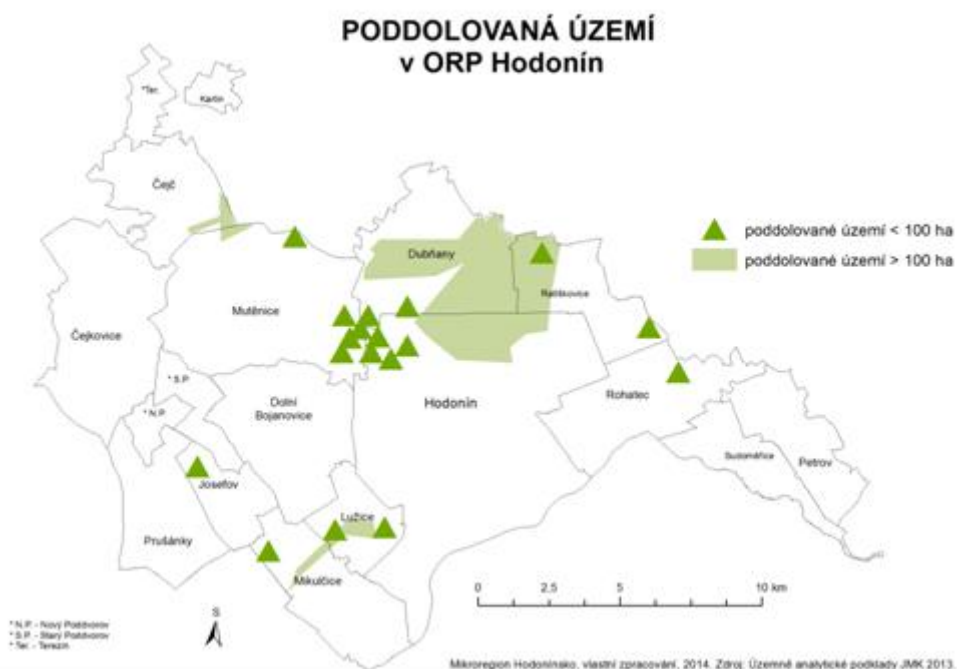 PODDOLOVANÁ ÚZEMÍ
v ORP Hodonín
*Ter.
Karlín
Čejč
Dubňany
Ratíškovice
poddolované území < 100 ha
poddolované území > 100 ha
Mutěnice
Čejkovice
* S.P.
* N.P.
Dolní
Bojanovice
Hodonín
Rohatec
Sudoměřice
Petrov
Josefov
Prušánky
Lužice
Mikulčice
0 2,5 5 10 km
S
* N.P. - Nový Poddvorov
* S.P. - Starý Poddvorov
* Ter. - Terezín
Mikroregion Hodonínsko, vlastní zpracování, 2014. Zdroj: Územně analytické podklady JMK 2013.